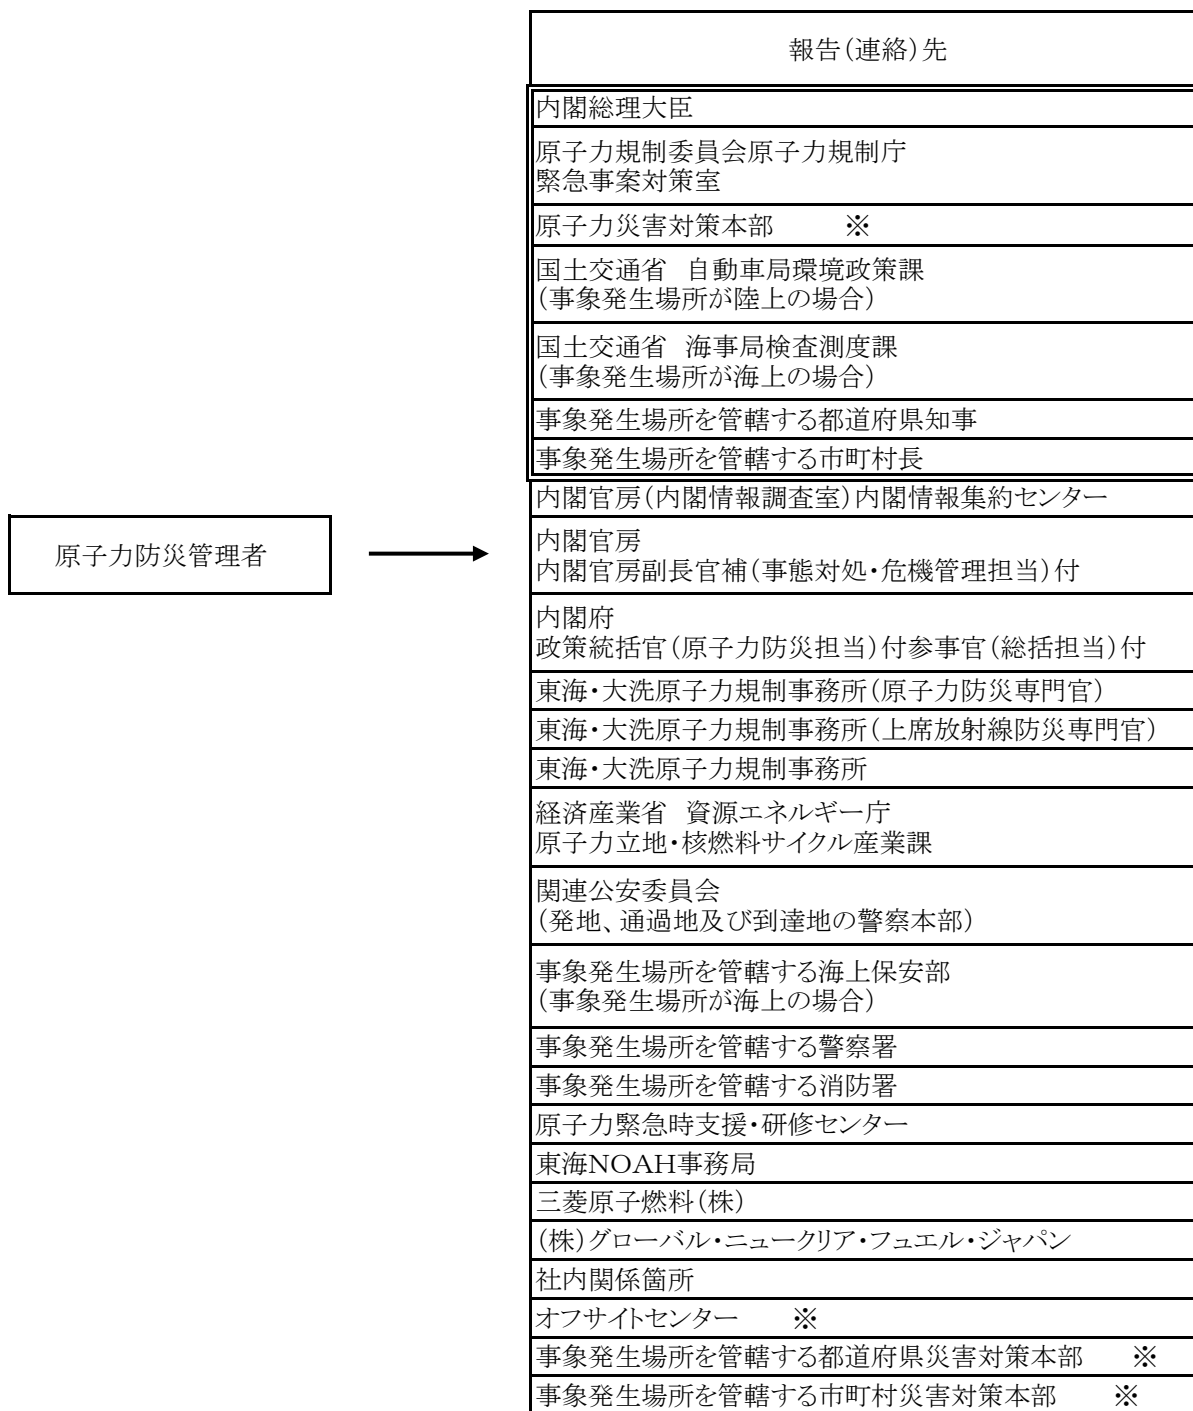 報告(連絡)先
内閣総理大臣
原子力規制委員会原子力規制庁
緊急事案対策室
原子力災害対策本部　　※
国土交通省　自動車局環境政策課
(事象発生場所が陸上の場合)
国土交通省　海事局検査測度課
(事象発生場所が海上の場合)
事象発生場所を管轄する都道府県知事
事象発生場所を管轄する市町村長
内閣官房(内閣情報調査室)内閣情報集約センター
原子力防災管理者
内閣官房
内閣官房副長官補(事態対処・危機管理担当)付
内閣府
政策統括官(原子力防災担当)付参事官(総括担当)付
東海・大洗原子力規制事務所(原子力防災専門官)
東海・大洗原子力規制事務所(上席放射線防災専門官)
東海・大洗原子力規制事務所
経済産業省　資源エネルギー庁
原子力立地・核燃料サイクル産業課
関連公安委員会
(発地、通過地及び到達地の警察本部)
事象発生場所を管轄する海上保安部
(事象発生場所が海上の場合)
事象発生場所を管轄する警察署
事象発生場所を管轄する消防署
原子力緊急時支援・研修センター
東海NOAH事務局
三菱原子燃料(株)
(株)グローバル・ニュークリア・フュエル・ジャパン
社内関係箇所
オフサイトセンター　　※
事象発生場所を管轄する都道府県災害対策本部　　※
事象発生場所を管轄する市町村災害対策本部　　※